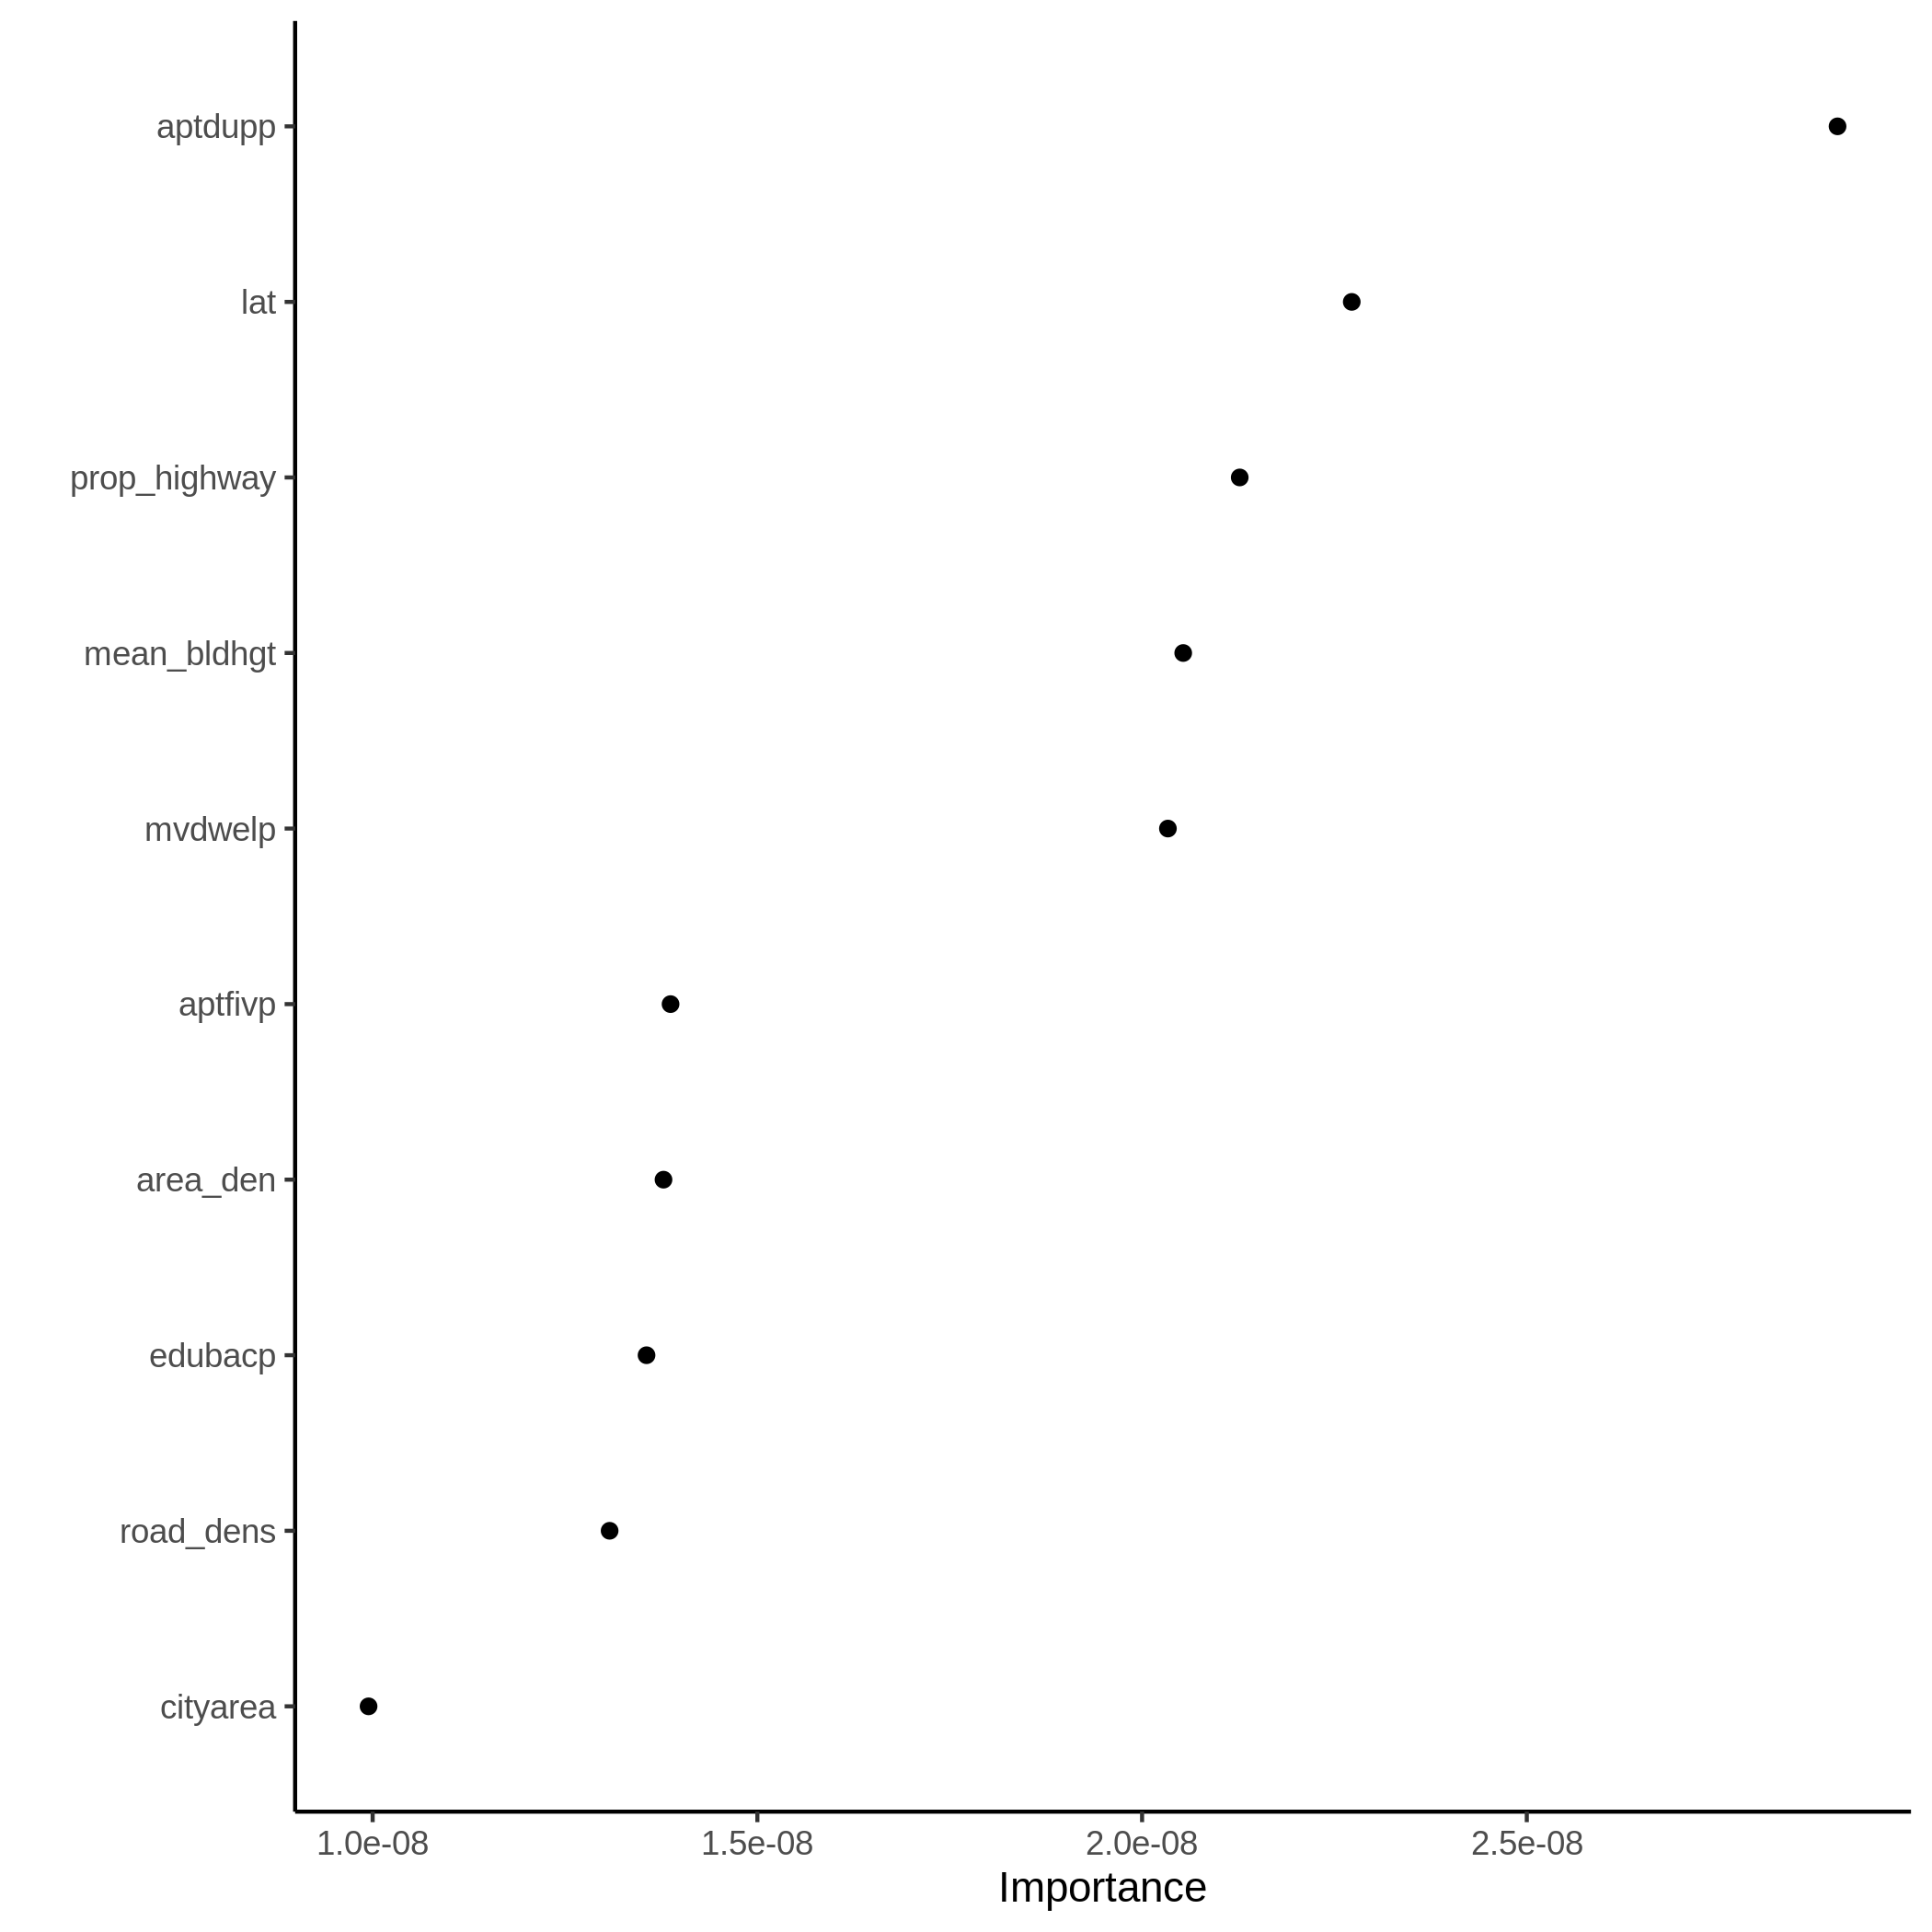 aptdupp
lat
prop_highway
mean_bldhgt
mvdwelp
aptfivp
area_den
edubacp
road_dens
cityarea
1.0e-08 1.5e-08 2.0e-08 2.5e-08
Importance